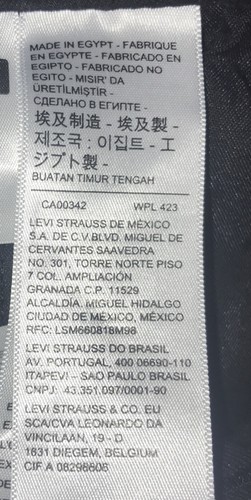 MADE IN EGYPT - FABRIQUE
EN EGYPTE - FABRICADO EN
EGIPTO - FABRICADO NO
EGITO - MISIR' DA
ÜRETİLMİŞTİR -
СДЕЛАНО В ЕГИПТЕ -
埃及制造 - 埃及製 -
제조국 : 이집트 - エ
ジプト製 -
BUATAN TIMUR TENGAH
CA00342 WPL 423
LEVI STRAUSS DE MÉXICO
S.A. DE C.V.BLVD. MIGUEL DE
CERVANTES SAAVEDRA
NO. 301, TORRE NORTE PISO
7 COL. AMPLIACIÓN
GRANADA C.P. 11529
ALCALDÍA. MIGUEL HIDALGO
CIUDAD DE MÉXICO, MÉXICO
RFC: LSM660818M98
LEVI STRAUSS DO BRASIL
AV. PORTUGAL, 400 06690-110
ITAPEVI – SAO PAULO BRASIL
CNPJ: 43.351.097/0001-90
LEVI STRAUSS & CO. EU
SCA/CVA LEONARDO DA
VINCILAAN, 19 - D
1831 DIEGEM, BELGIUM
CIF A 08298606